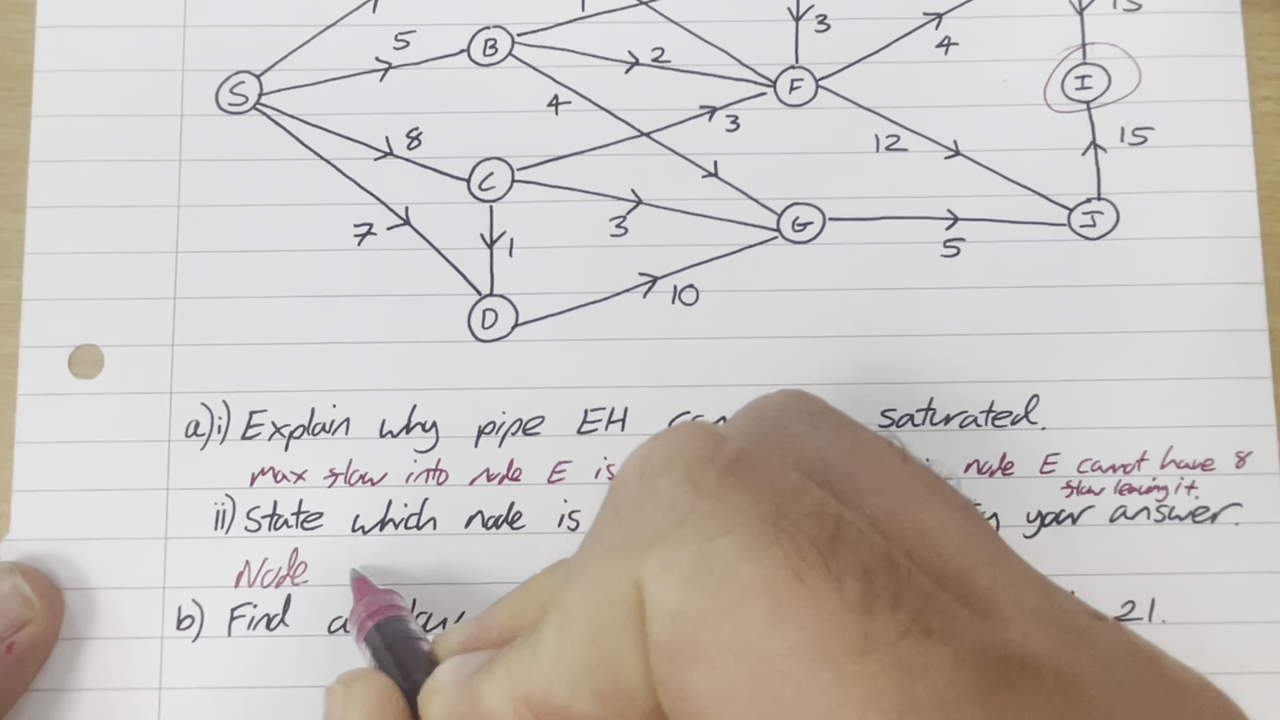 15
3
5
B
2
4
S
F
I
4
3
12
15
8
C
7
3
G
J
1
5
D
10
a)i) Explain why pipe EH saturated.
max flow into node E is node E cannot have 8
flow leaving it.
ii) State which node is your answer.
Node
b) Find a 21.